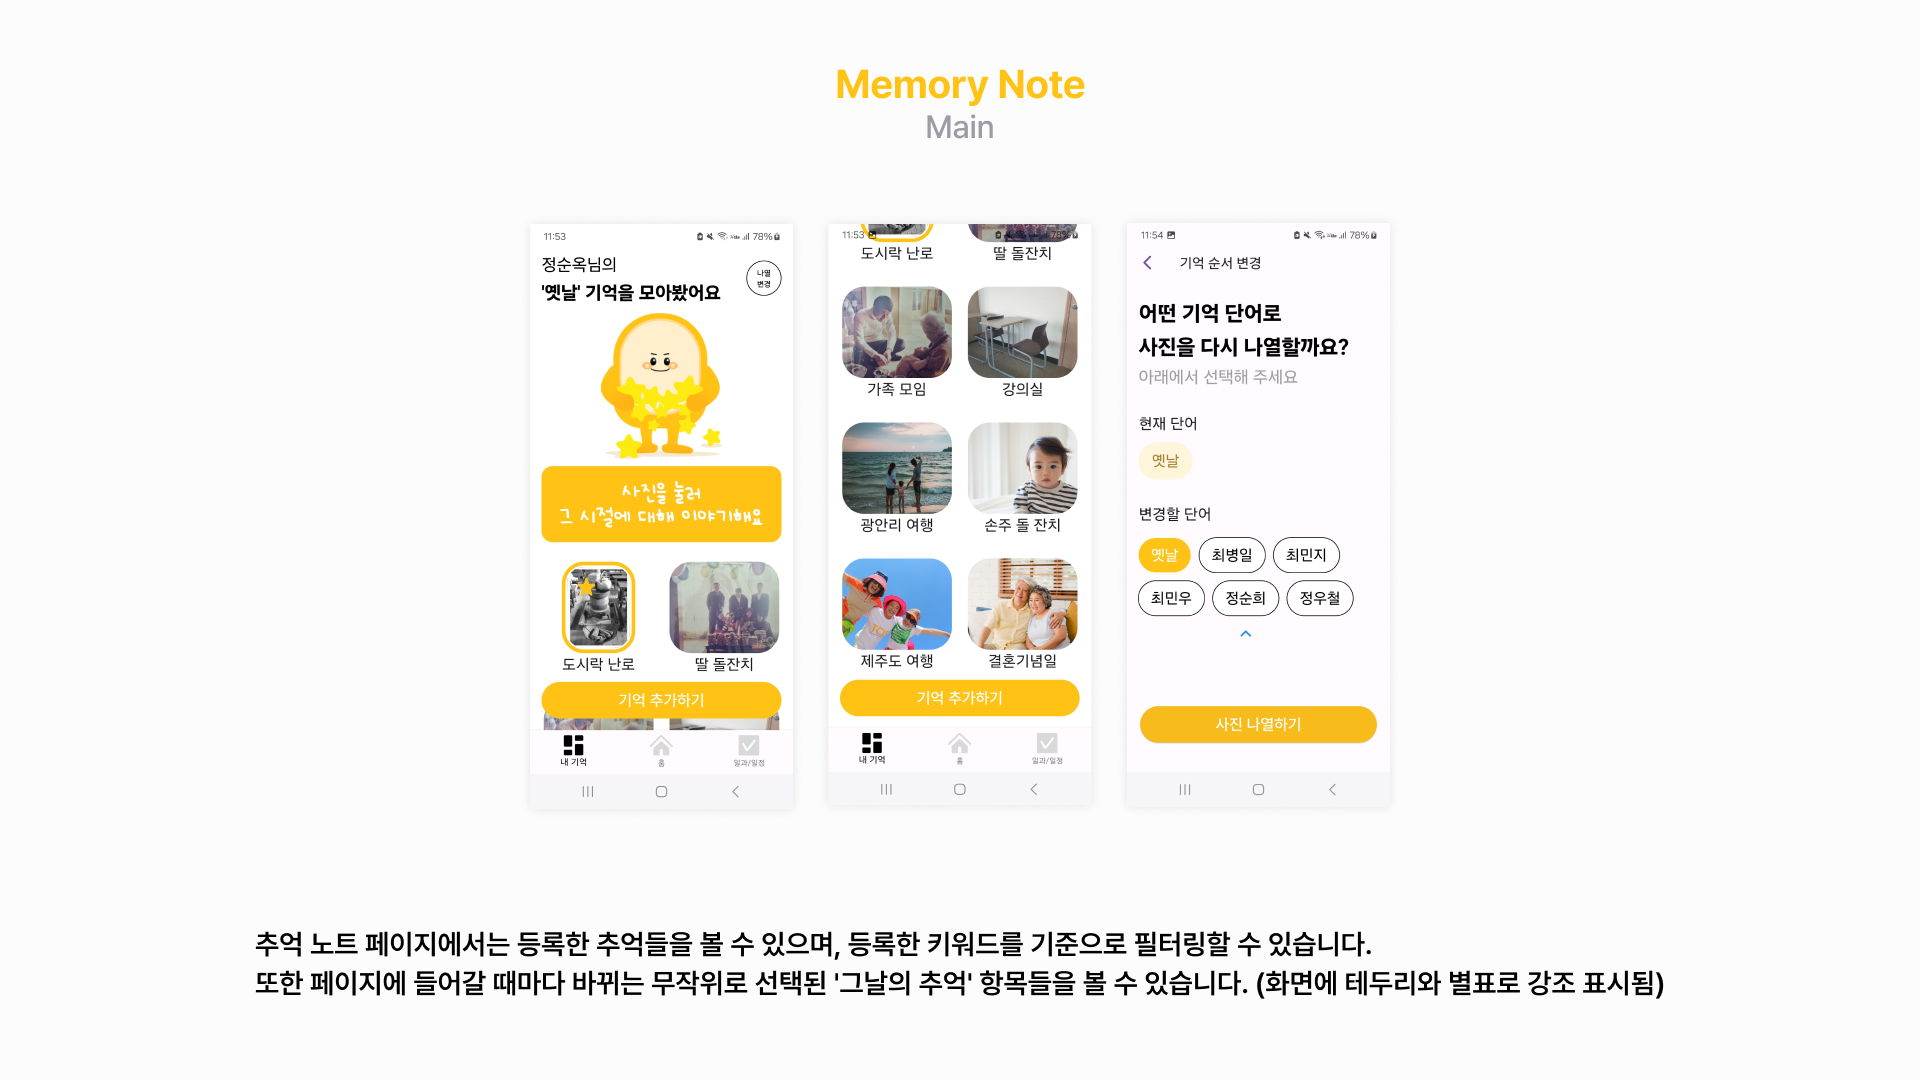 Memory Note
Main
11:53
78%
정순옥님의
'옛날' 기억을 모아봤어요
나열
변경
사진을 눌러
그 시절에 대해 이야기해요
도시락 난로
딸 돌잔치
기억 추가하기
내 기억
홈
일과/일정
11:53
78%
도시락 난로
딸 돌잔치
가족 모임
강의실
광안리 여행
손주 돌 잔치
제주도 여행
결혼기념일
기억 추가하기
내 기억
홈
일과/일정
11:54
78%
기억 순서 변경
어떤 기억 단어로
사진을 다시 나열할까요?
아래에서 선택해 주세요
현재 단어
옛날
변경할 단어
옛날 최병일 최민지
최민우 정순희 정우철
사진 나열하기
추억 노트 페이지에서는 등록한 추억들을 볼 수 있으며, 등록한 키워드를 기준으로 필터링할 수 있습니다.
또한 페이지에 들어갈 때마다 바뀌는 무작위로 선택된 '그날의 추억' 항목들을 볼 수 있습니다. (화면에 테두리와 별표로 강조 표시됨)